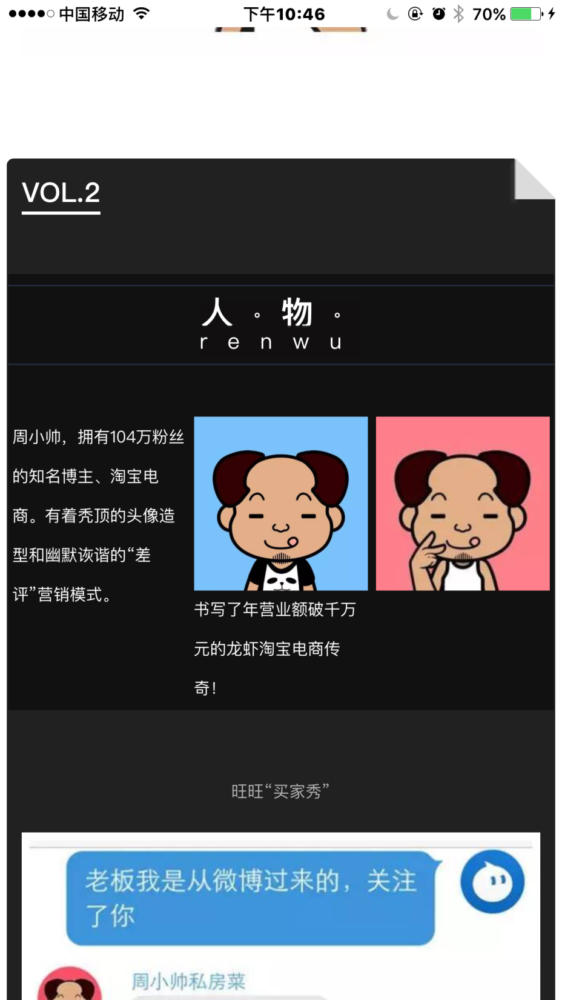 中国移动
下午10:46
70%
VOL.2
人。物。
renwu
周小帅，拥有104万粉丝
的知名博主、淘宝电
商。有着秃顶的头像造
型和幽默诙谐的“差
评”营销模式。
书写了年营业额破千万
元的龙虾淘宝电商传
奇！
旺旺“买家秀”
老板我是从微博过来的，关注
了你
周小帅私房菜